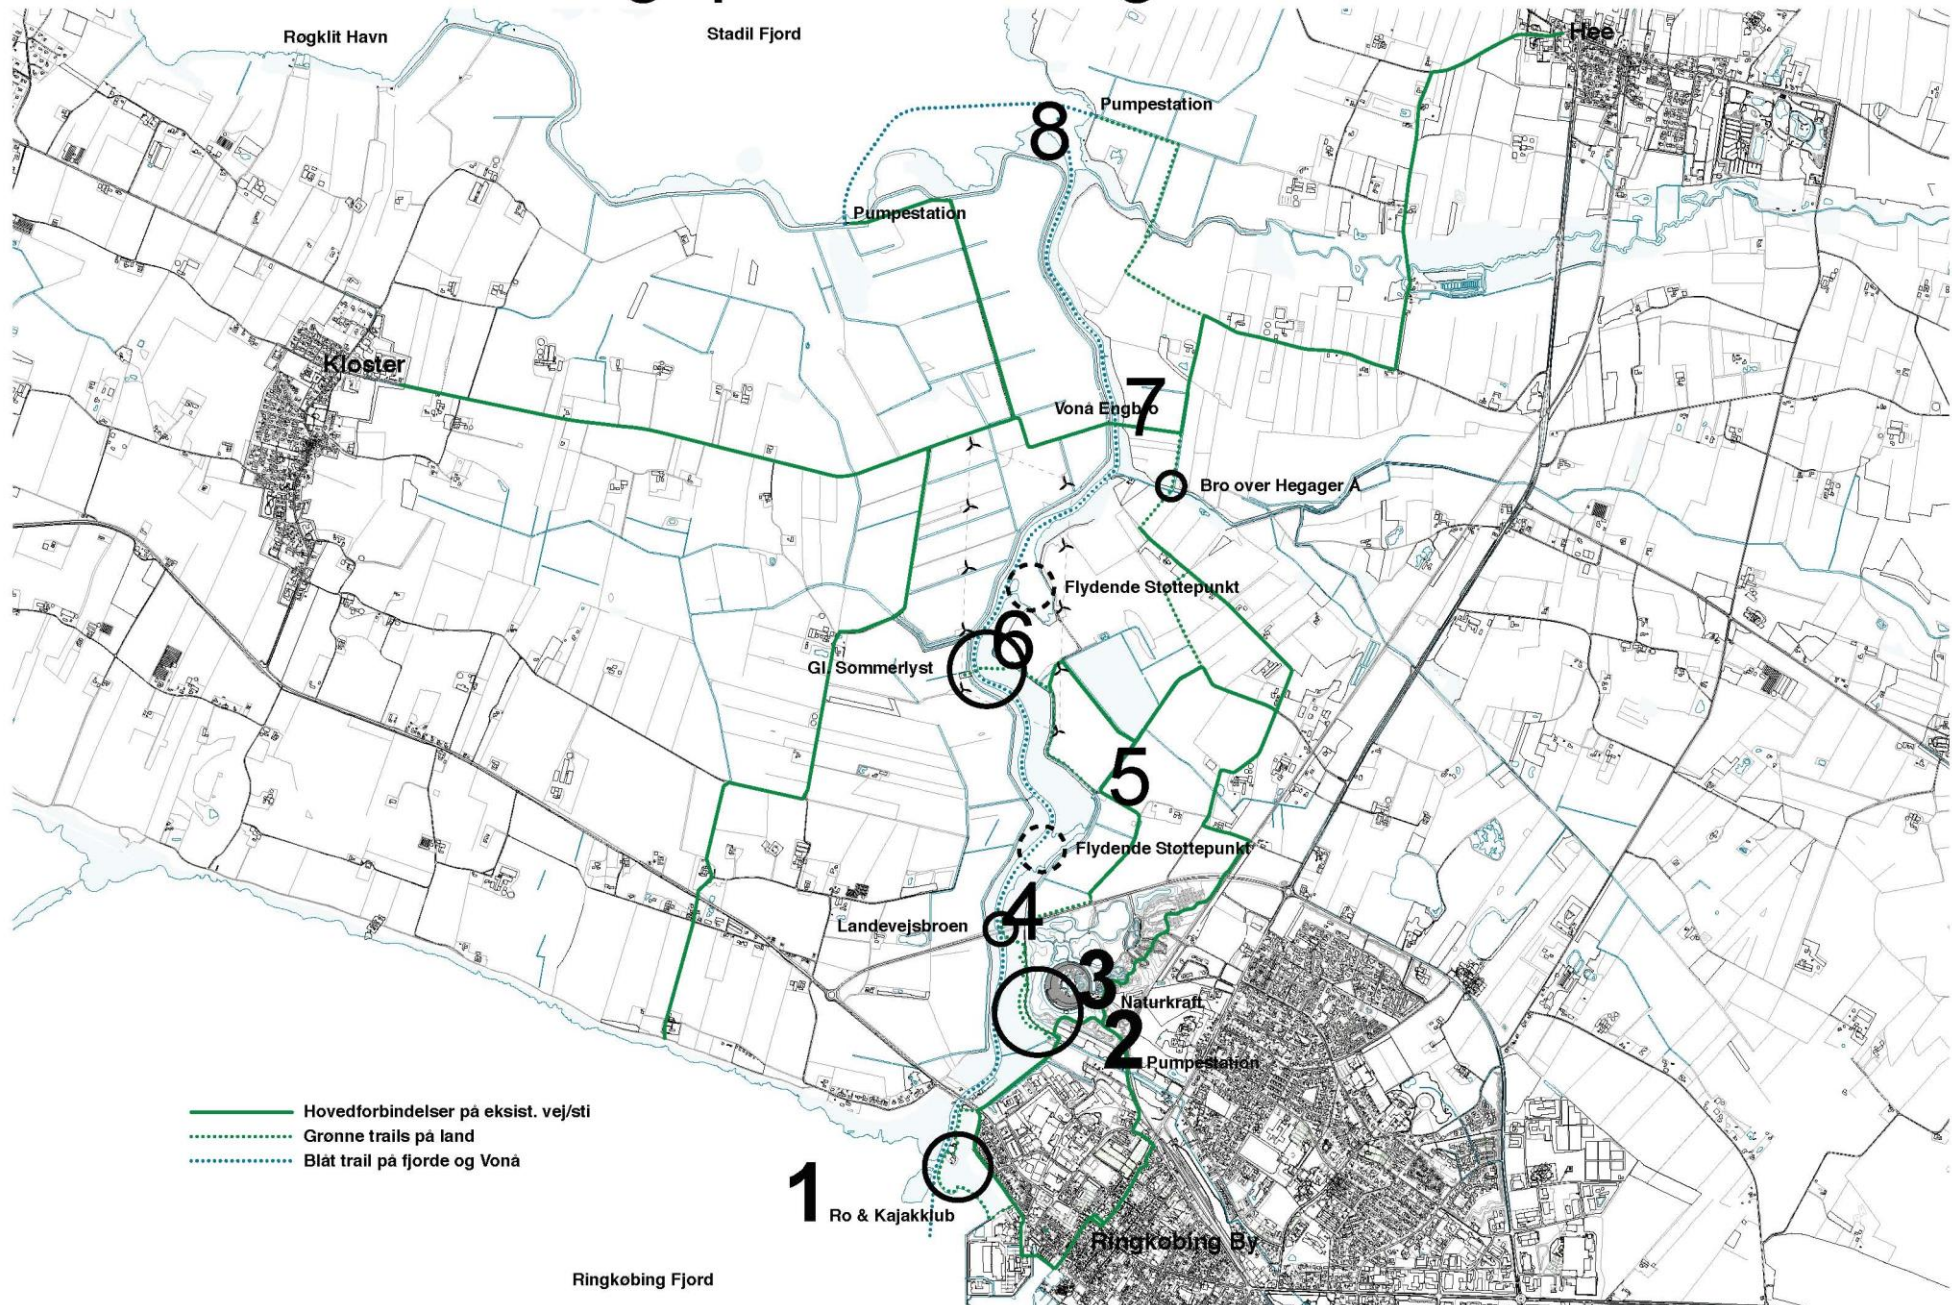 Røgklit Havn
Stadil Fjord
Hee
8
Pumpestation
Pumpestation
Kloster
7
Vonå Engbro
Bro over Hegager Å
Flydende Støttepunkt
6
Gl. Sommerlyst
5
Flydende Støttepunkt
4
Landevejsbroen
3
Naturkraft
2
Pumpestation
Hovedforbindelser på eksist. vej/sti
Grønne trails på land
Blåt trail på fjorde og Vonå
1
Ro & Kajakklub
Ringkøbing By
Ringkøbing Fjord